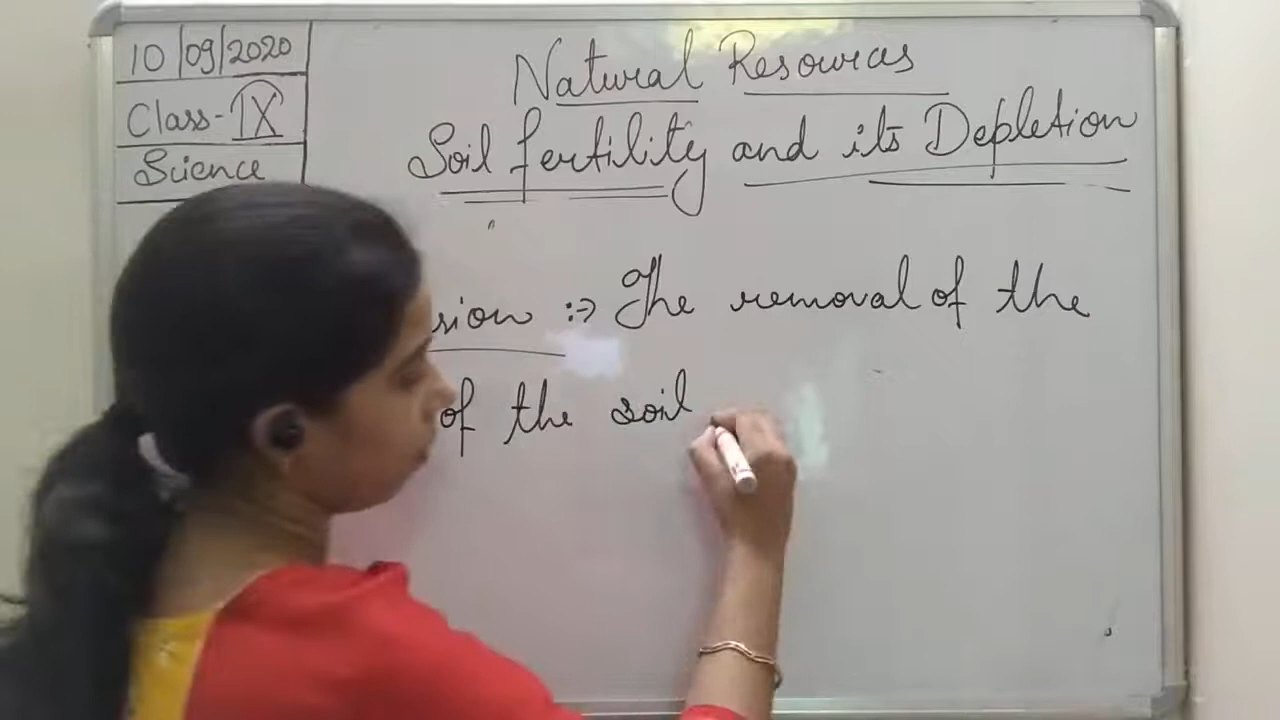 10/09/2020
Class-IX
Science
Natural Resources
Soil fertility and its Depletion
:-> The removal of the
of the soil